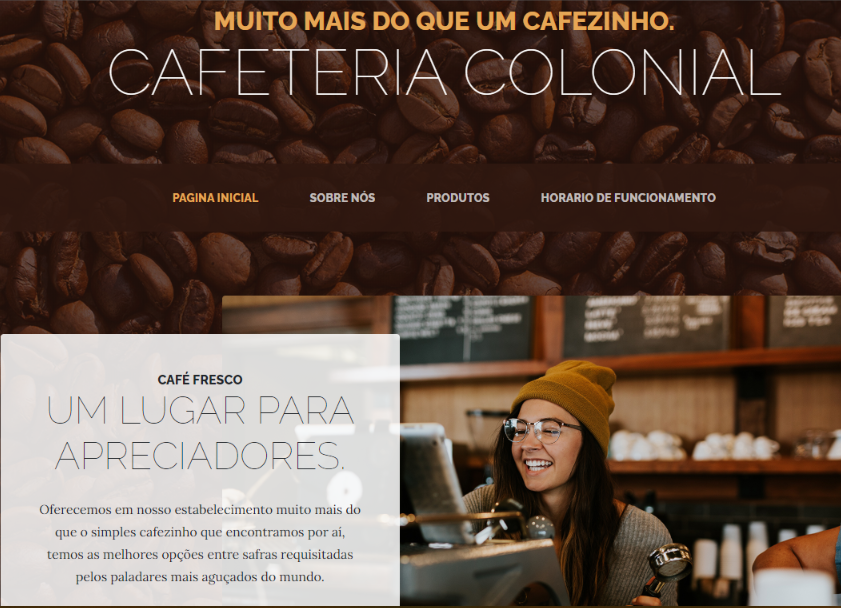 MUITO MAIS DO QUE UM CAFEZINHO.
CAFETERIA COLONIAL
PAGINA INICIAL SOBRE NÓS PRODUTOS HORARIO DE FUNCIONAMENTO
CAFÉ FRESCO
UM LUGAR PARA
APRECIADORES.
Oferecemos em nosso estabelecimento muito mais do
que o simples cafezinho que encontramos por aí,
temos as melhores opções entre safras requisitadas
pelos paladares mais aguçados do mundo.